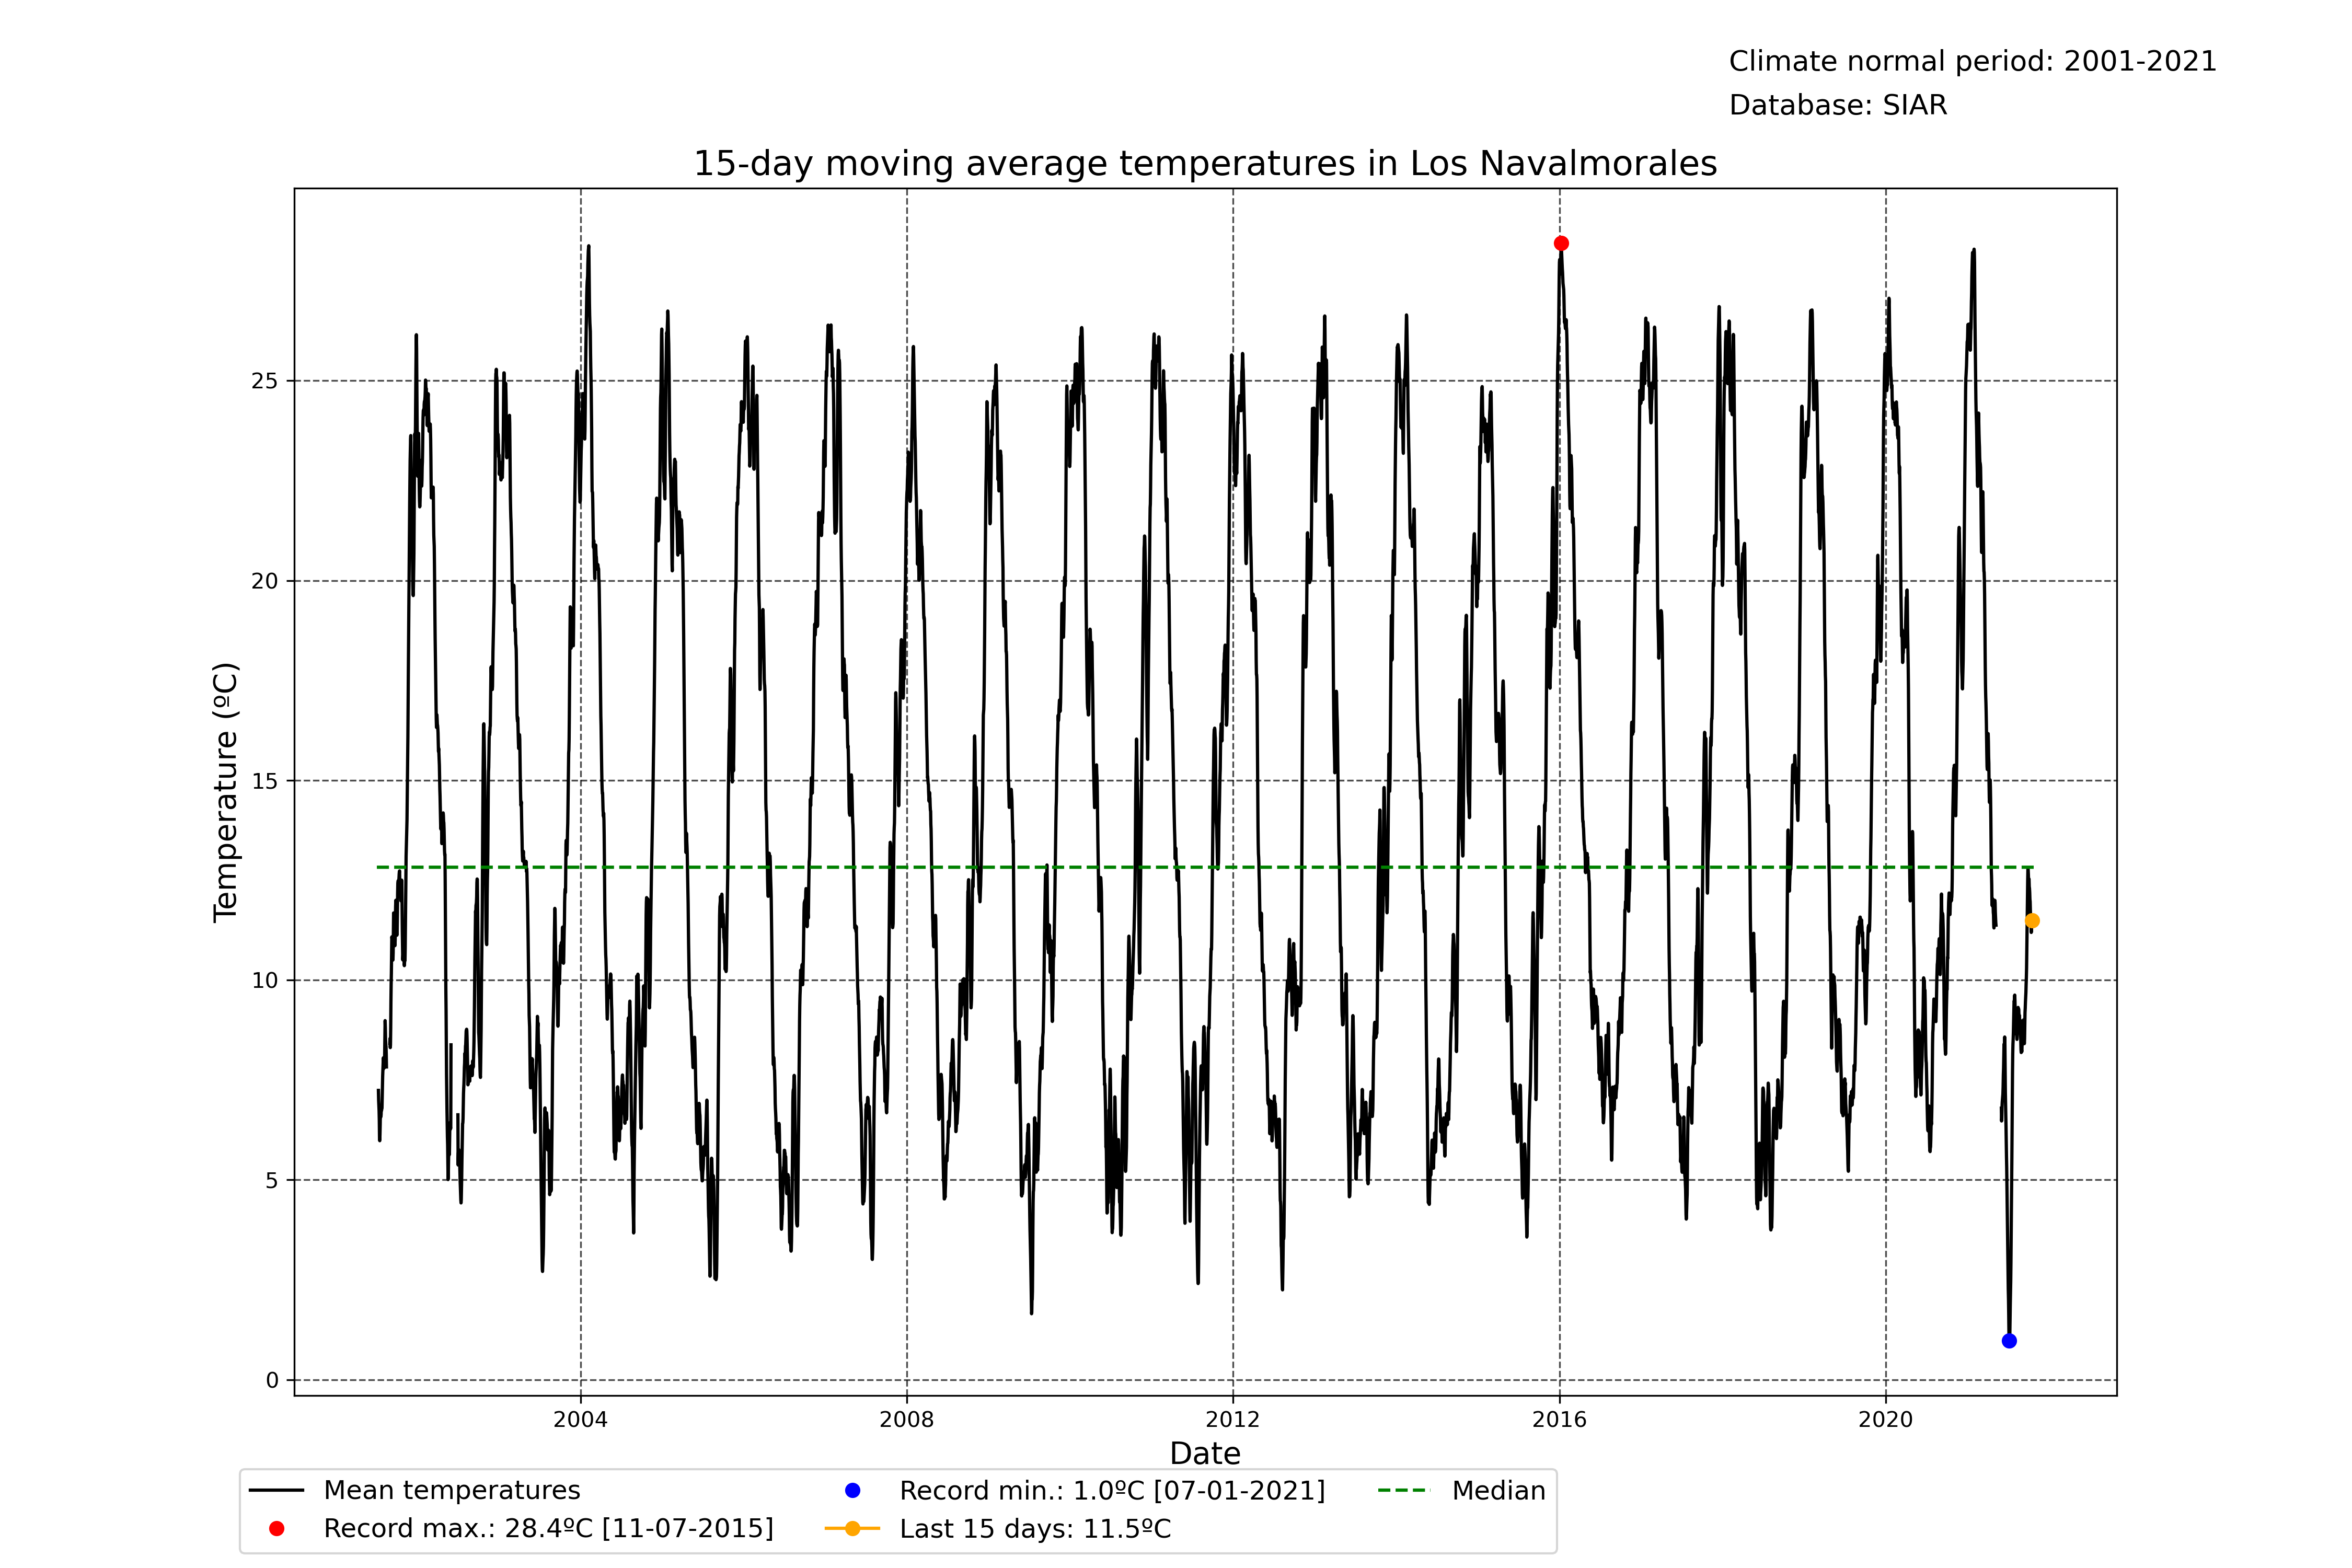 Climate normal period: 2001-2021
Database: SIAR
15-day moving average temperatures in Los Navalmorales
25
20
15
10
5
0
Temperature (ºC)
2004 2008 2012 2016 2020
Date
Mean temperatures
Record max.: 28.4ºC [11-07-2015]
Record min.: 1.0ºC [07-01-2021]
Last 15 days: 11.5ºC
Median